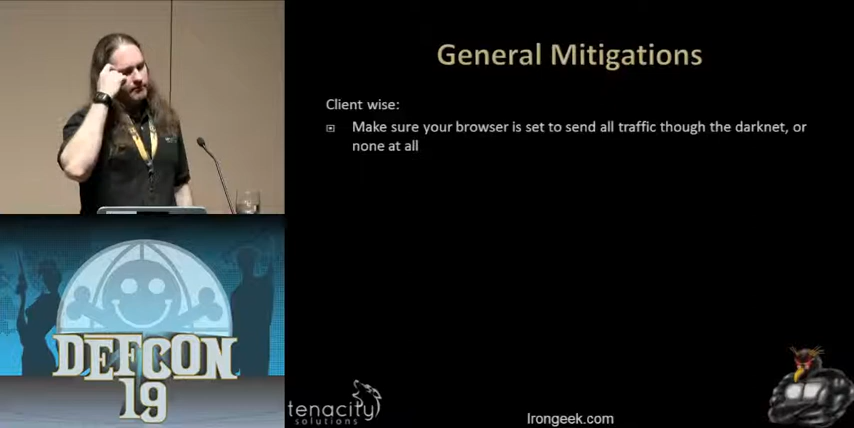 General Mitigations
Client wise:
Make sure your browser is set to send all traffic though the darknet, or
none at all
DEFCON
19
tenacity
solutions
Irongeek.com